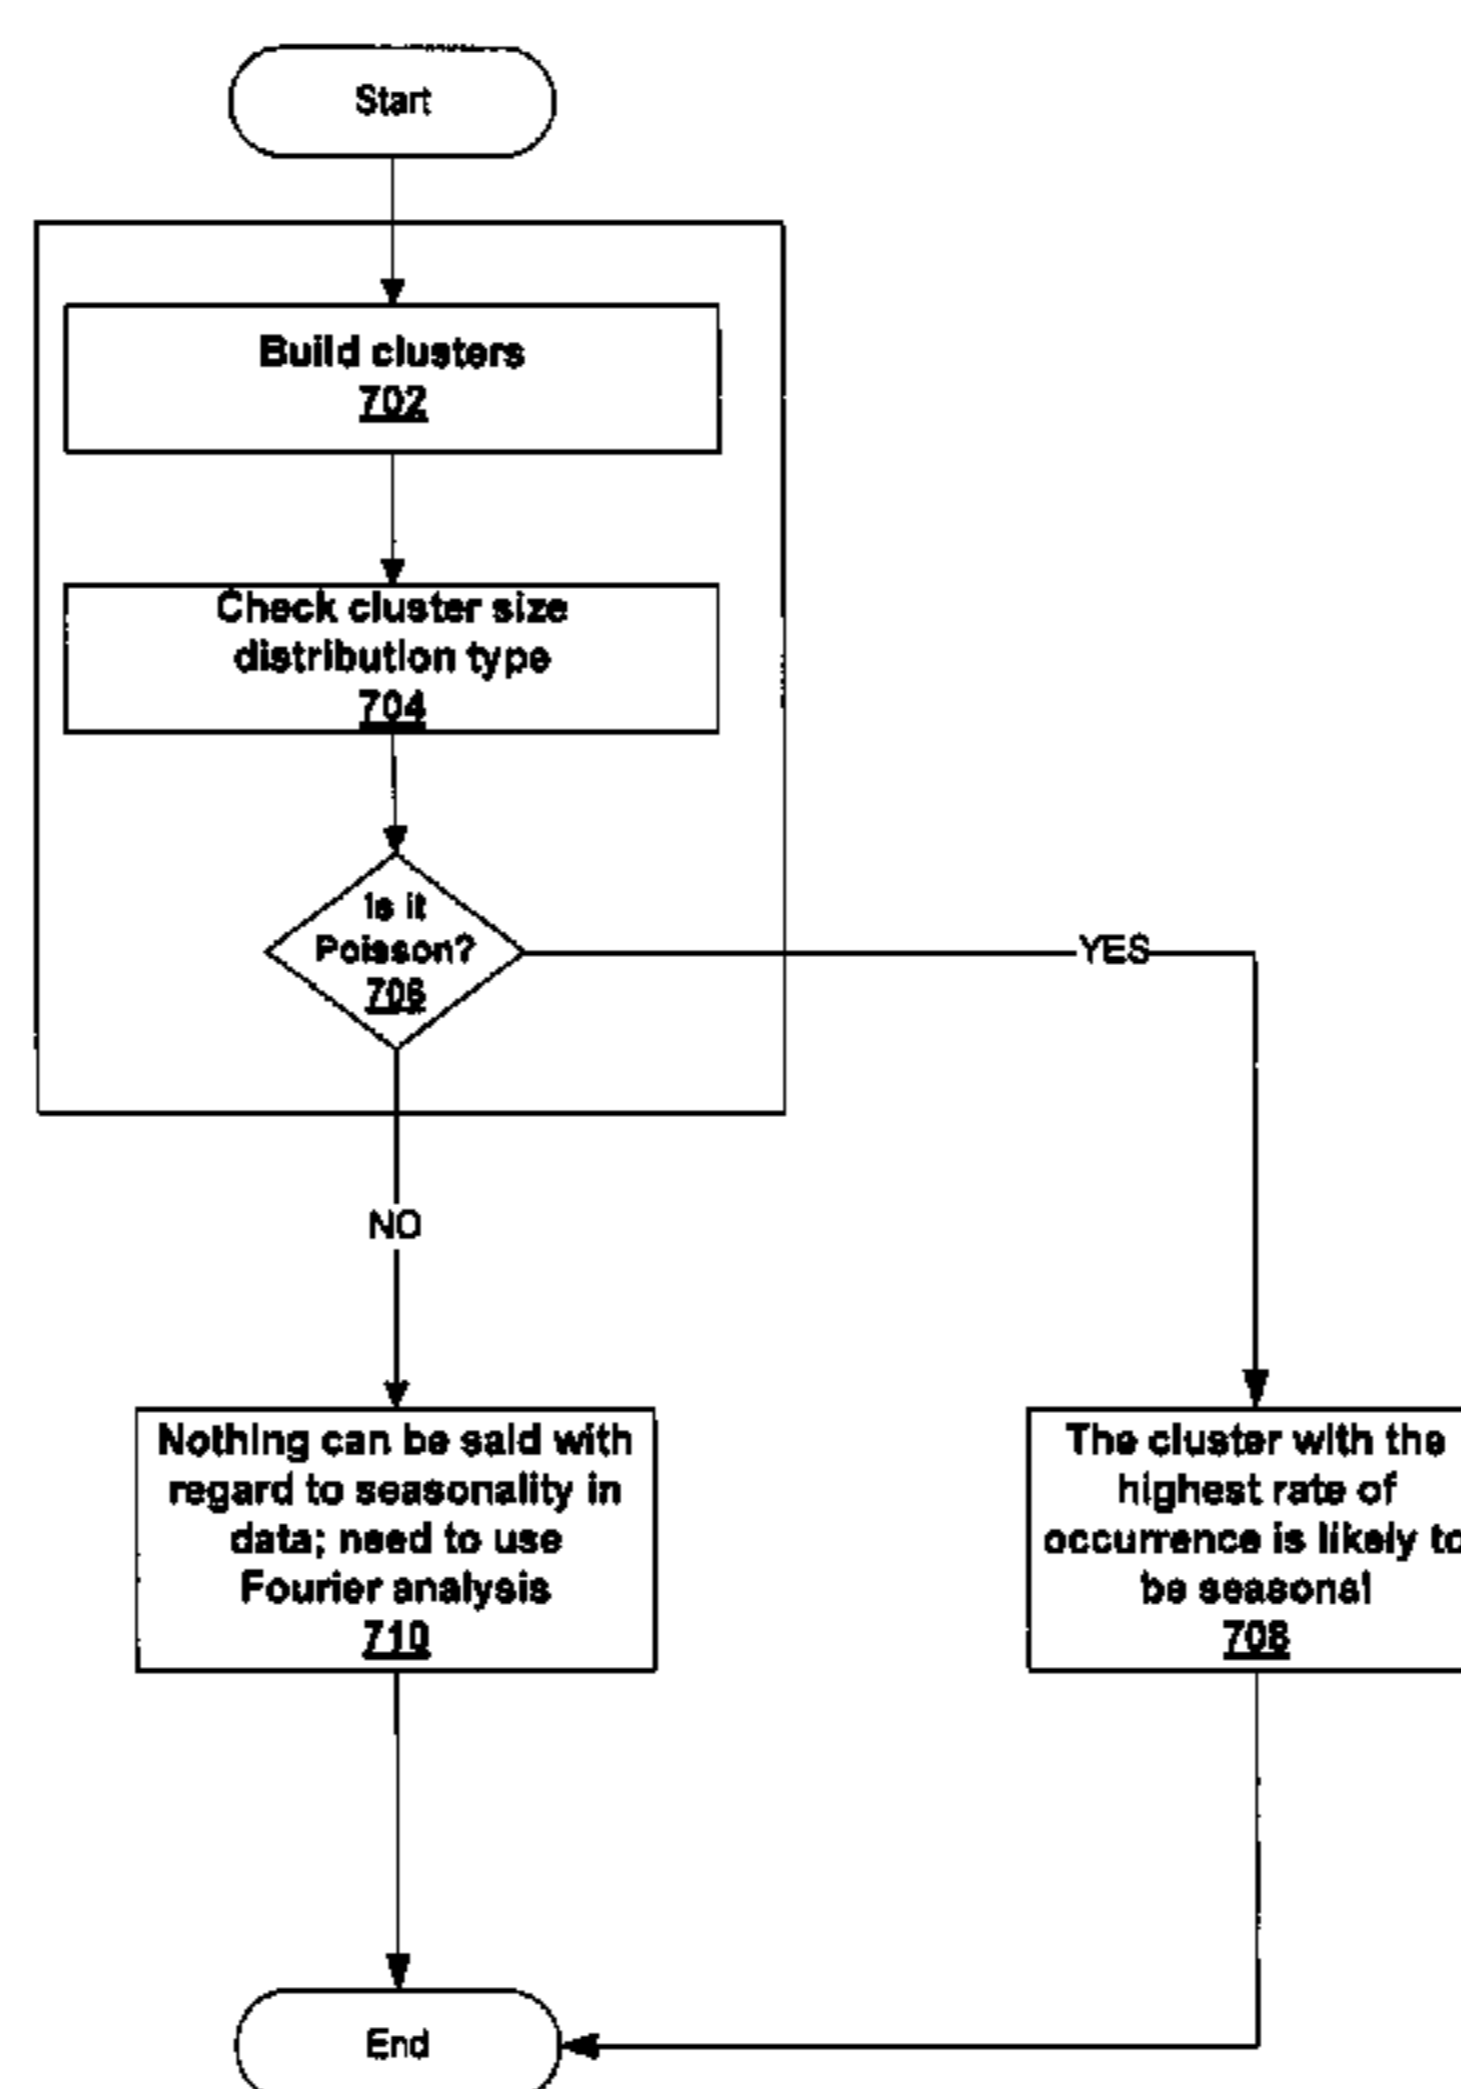 Start
Build clusters
702
Check cluster size
distribution type
704
Is it
Poisson?
706
YES
NO
Nothing can be said with
regard to seasonality in
data; need to use
Fourier analysis
710
The cluster with the
highest rate of
occurrence is likely to
be seasonal
708
End